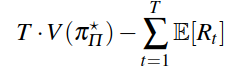 T · V(π^⋆_Π) − ∑_{t=1}^{T} 𝔼[R_t]